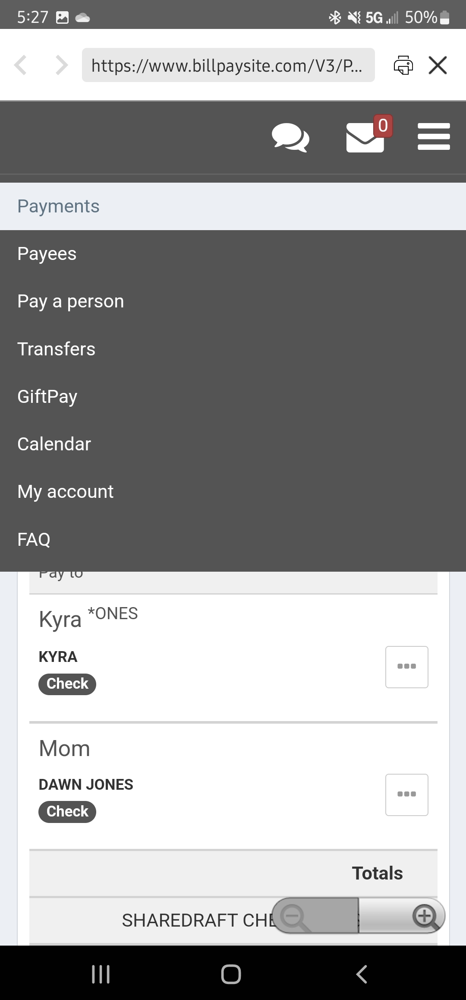 5:27 5G 50%
https://www.billpaysite.com/V3/P...
0
Payments
Payees
Pay a person
Transfers
GiftPay
Calendar
My account
FAQ
Pay to
Kyra *ONES
KYRA
Check
Mom
DAWN JONES
Check
Totals
SHAREDRAFT CHE